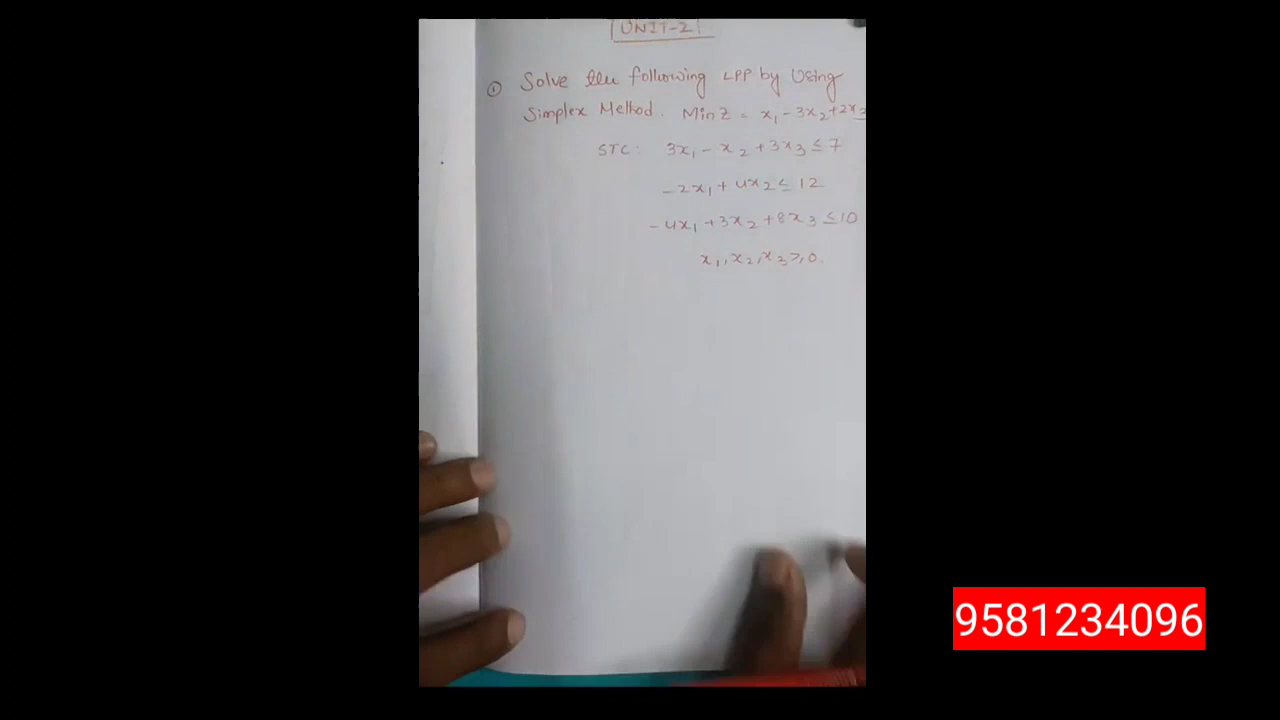 UNIT-2
① Solve the following LPP by Using
Simplex Method. Min Z = x₁ - 3x₂ + 2x₃
STC: 3x₁ - x₂ + 3x₃ ≤ 7
-2x₁ + 4x₂ ≤ 12
-4x₁ + 3x₂ + 8x₃ ≤ 10
x₁, x₂, x₃ ≥, 0.
9581234096